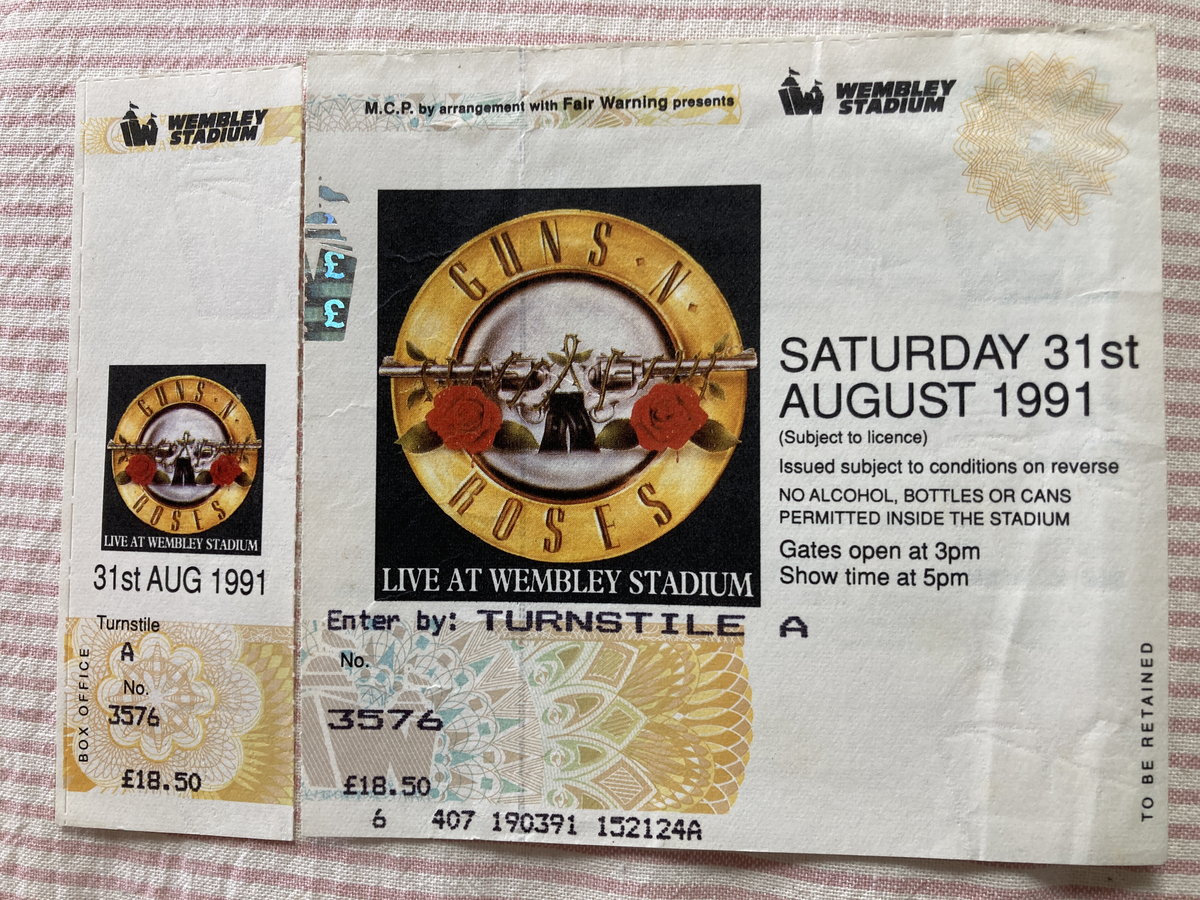 WEMBLEY
STADIUM
GUNS · N ·
ROSES
LIVE AT WEMBLEY STADIUM
31st AUG 1991
Turnstile
A
No.
3576
£18.50
BOX OFFICE
M.C.P. by arrangement with Fair Warning presents
WEMBLEY
STADIUM
£
£
GUNS · N ·
ROSES
LIVE AT WEMBLEY STADIUM
SATURDAY 31st
AUGUST 1991
(Subject to licence)
Issued subject to conditions on reverse
NO ALCOHOL, BOTTLES OR CANS
PERMITTED INSIDE THE STADIUM
Gates open at 3pm
Show time at 5pm
Enter by: TURNSTILE A
No.
3576
£18.50
6 407 190391 152124A
TO BE RETAINED